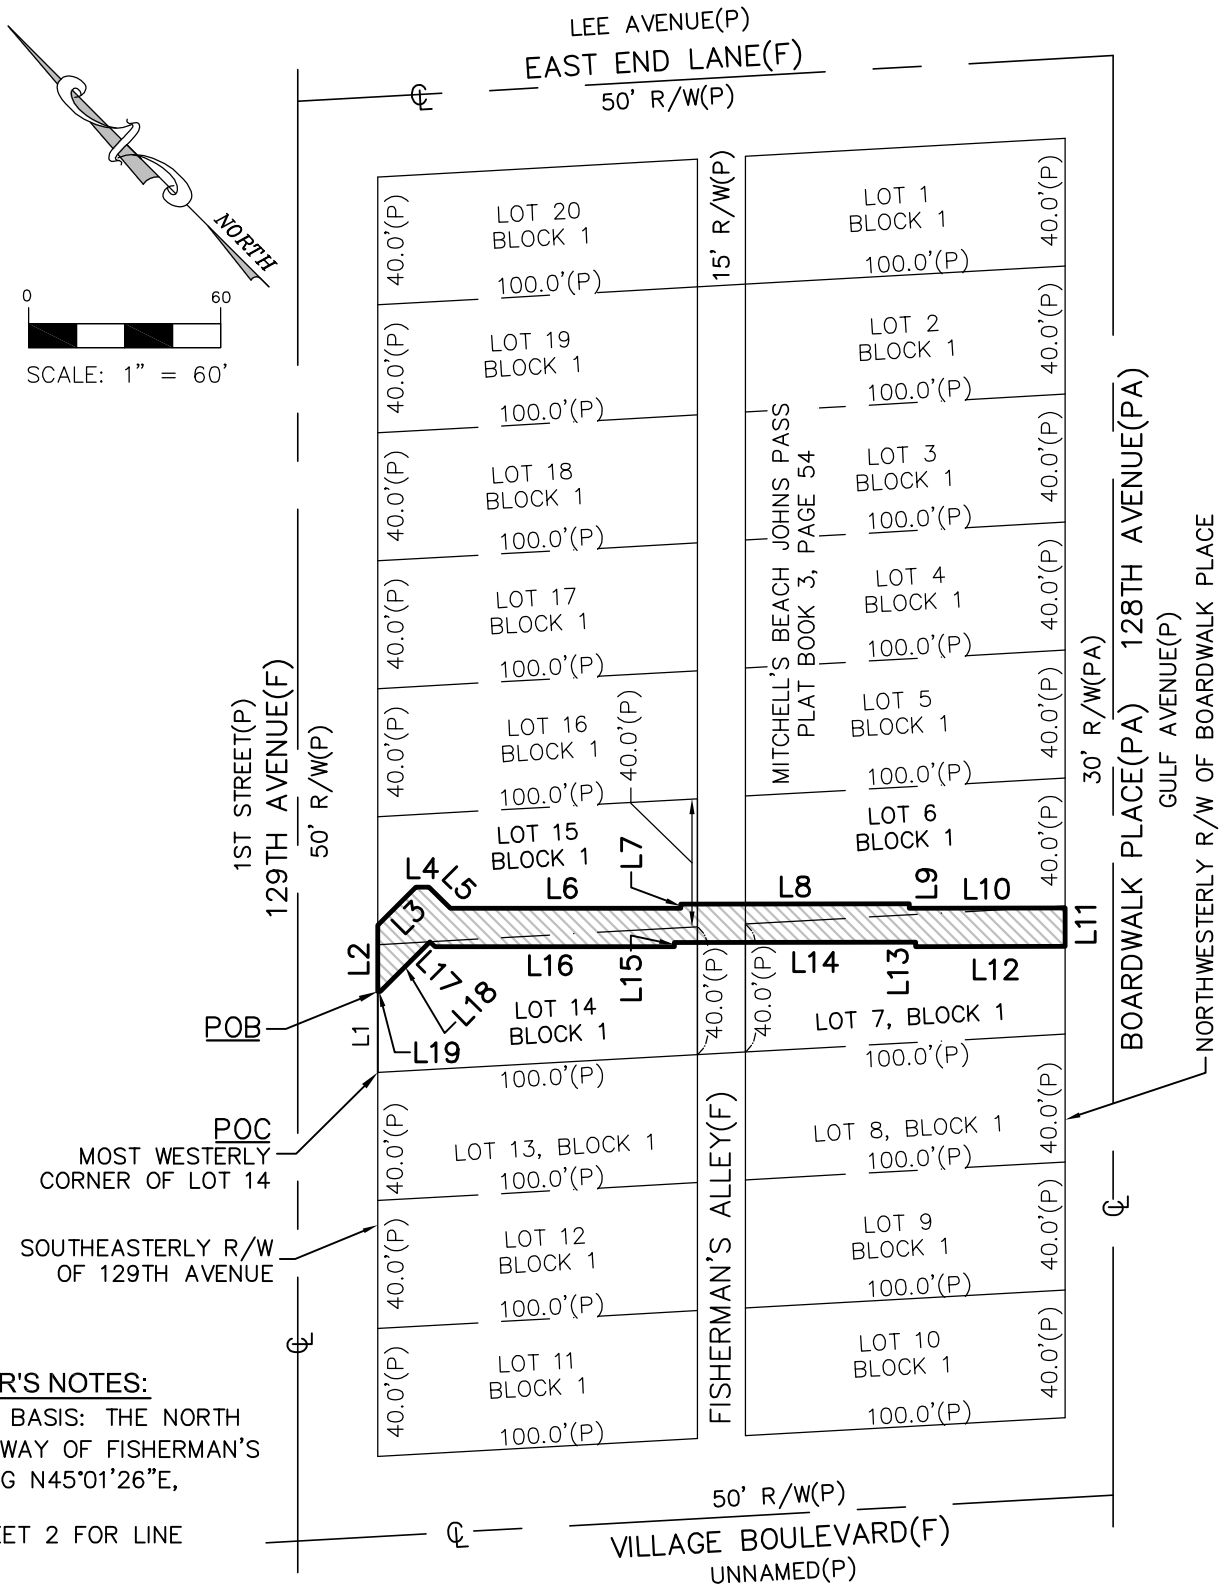 LEE AVENUE(P)
EAST END LANE(F)
50' R/W(P)
NORTH
0 60
SCALE: 1" = 60'
15' R/W(P)
40.0'(P)
LOT 20
BLOCK 1
100.0'(P)
LOT 1
BLOCK 1
40.0'(P)
100.0'(P)
40.0'(P)
LOT 19
BLOCK 1
100.0'(P)
LOT 2
BLOCK 1
40.0'(P)
100.0'(P)
40.0'(P)
LOT 18
BLOCK 1
100.0'(P)
MITCHELL'S BEACH JOHNS PASS
PLAT BOOK 3, PAGE 54
LOT 3
BLOCK 1
40.0'(P)
100.0'(P)
40.0'(P)
LOT 17
BLOCK 1
100.0'(P)
LOT 4
BLOCK 1
40.0'(P)
100.0'(P)
40.0'(P)
LOT 16
BLOCK 1
100.0'(P)
40.0'(P)
LOT 5
BLOCK 1
40.0'(P)
100.0'(P)
1ST STREET(P)
129TH AVENUE(F)
50' R/W(P)
30' R/W(PA)
BOARDWALK PLACE(PA) 128TH AVENUE(PA)
GULF AVENUE(P)
NORTHWESTERLY R/W OF BOARDWALK PLACE
LOT 15
BLOCK 1
LOT 6
BLOCK 1
40.0'(P)
L4
L5
L6
L7
L8
L9
L10
L3
L2
L11
L17
L18
L16
L15
L14
L13
L12
POB
L1
L19
LOT 14
BLOCK 1
100.0'(P)
40.0'(P)
40.0'(P)
LOT 7, BLOCK 1
100.0'(P)
POC
MOST WESTERLY
CORNER OF LOT 14
40.0'(P)
LOT 13, BLOCK 1
100.0'(P)
LOT 8, BLOCK 1
100.0'(P)
40.0'(P)
SOUTHEASTERLY R/W
OF 129TH AVENUE
40.0'(P)
LOT 12
BLOCK 1
100.0'(P)
FISHERMAN'S ALLEY(F)
LOT 9
BLOCK 1
40.0'(P)
100.0'(P)
40.0'(P)
LOT 11
BLOCK 1
100.0'(P)
LOT 10
BLOCK 1
40.0'(P)
100.0'(P)
R'S NOTES:
BASIS: THE NORTH
WAY OF FISHERMAN'S
G N45°01'26"E,
EET 2 FOR LINE
50' R/W(P)
VILLAGE BOULEVARD(F)
UNNAMED(P)